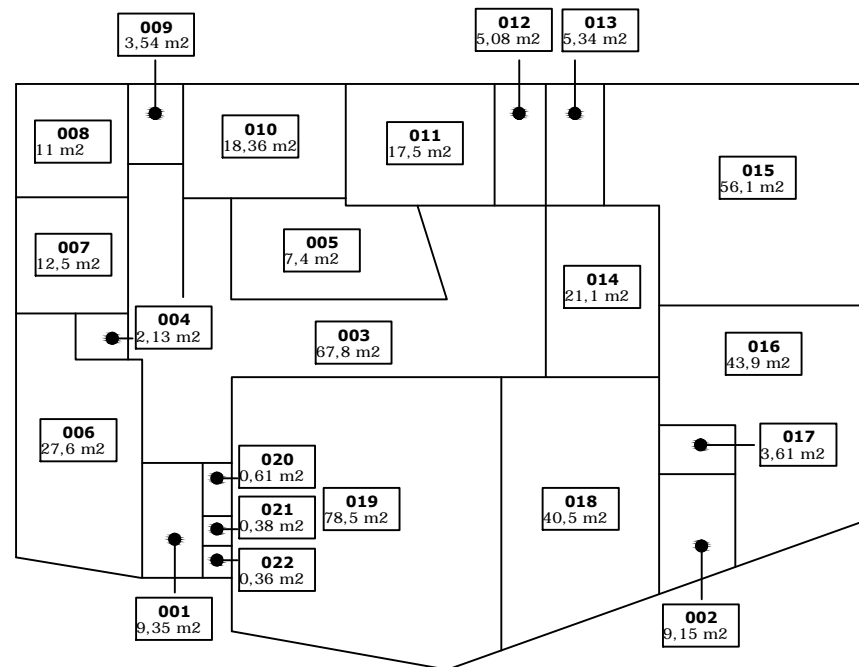 009
3,54 m2
012
5,08 m2
013
5,34 m2
008
11 m2
010
18,36 m2
011
17,5 m2
015
56,1 m2
007
12,5 m2
005
7,4 m2
014
21,1 m2
004
2,13 m2
003
67,8 m2
016
43,9 m2
006
27,6 m2
017
3,61 m2
020
0,61 m2
019
78,5 m2
018
40,5 m2
021
0,38 m2
022
0,36 m2
001
9,35 m2
002
9,15 m2